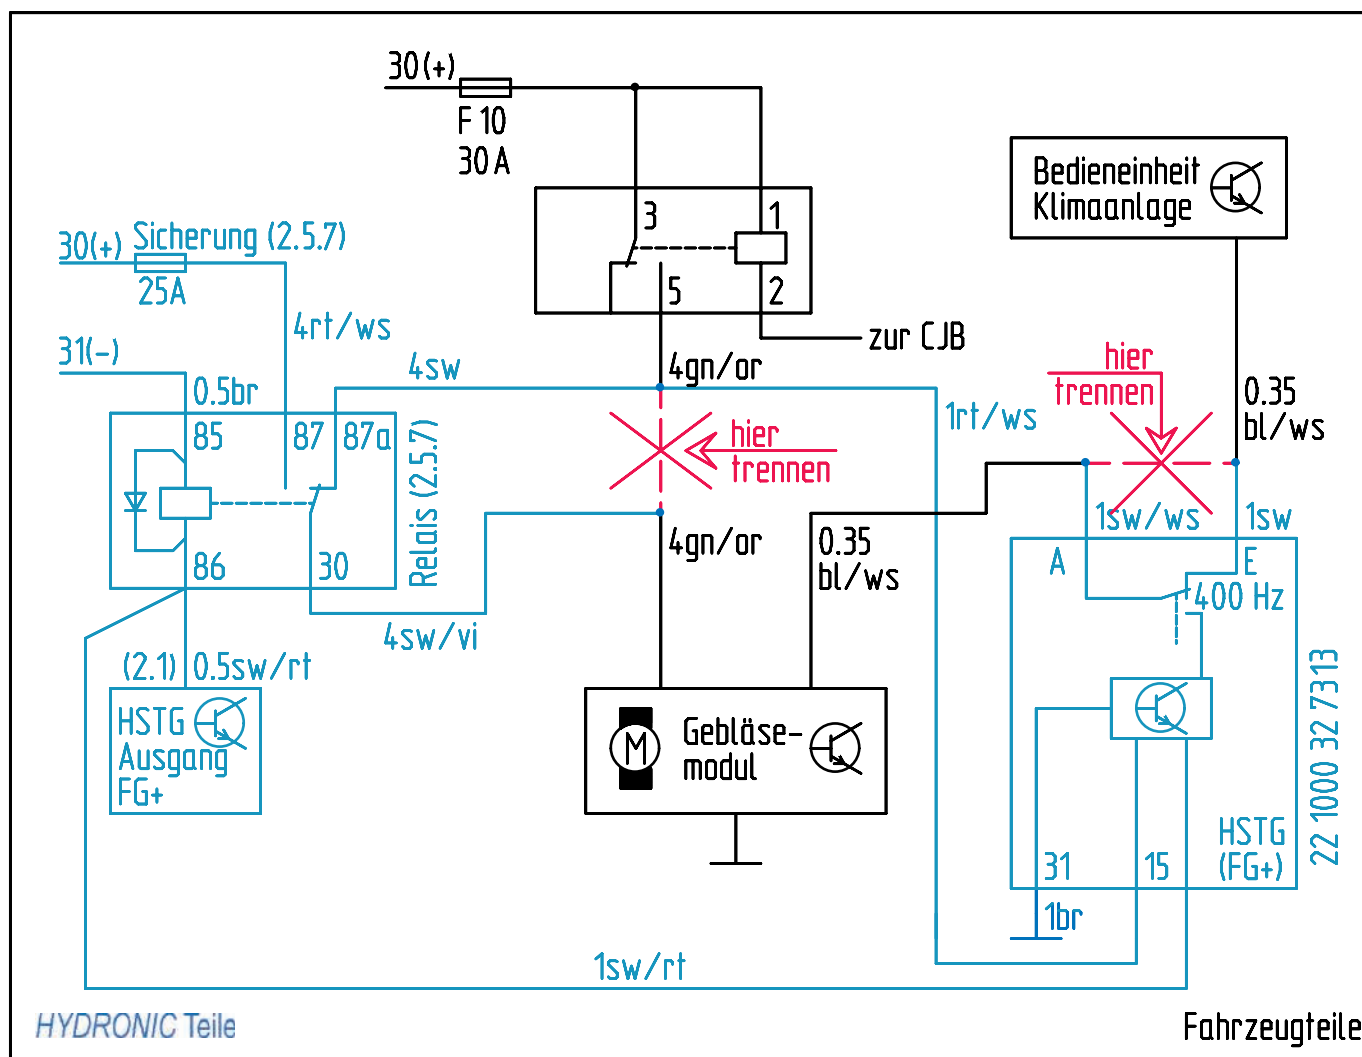 30(+)
F 10
30 A
Bedieneinheit
Klimaanlage
3
1
5
2
zur CJB
30(+)
Sicherung (2.5.7)
25A
4rt/ws
31(-)
0.5br
4sw
4gn/or
1rt/ws
hier
trennen
0.35
bl/ws
85
87
87a
Relais (2.5.7)
hier
trennen
86
30
4sw/vi
4gn/or
0.35
bl/ws
1sw/ws
1sw
A
E
400 Hz
(2.1)
0.5sw/rt
HSTG
Ausgang
FG+
M
Gebläse-
modul
HSTG
(FG+)
22 1000 32 7313
31
15
1br
1sw/rt
HYDRONIC Teile
Fahrzeugteile